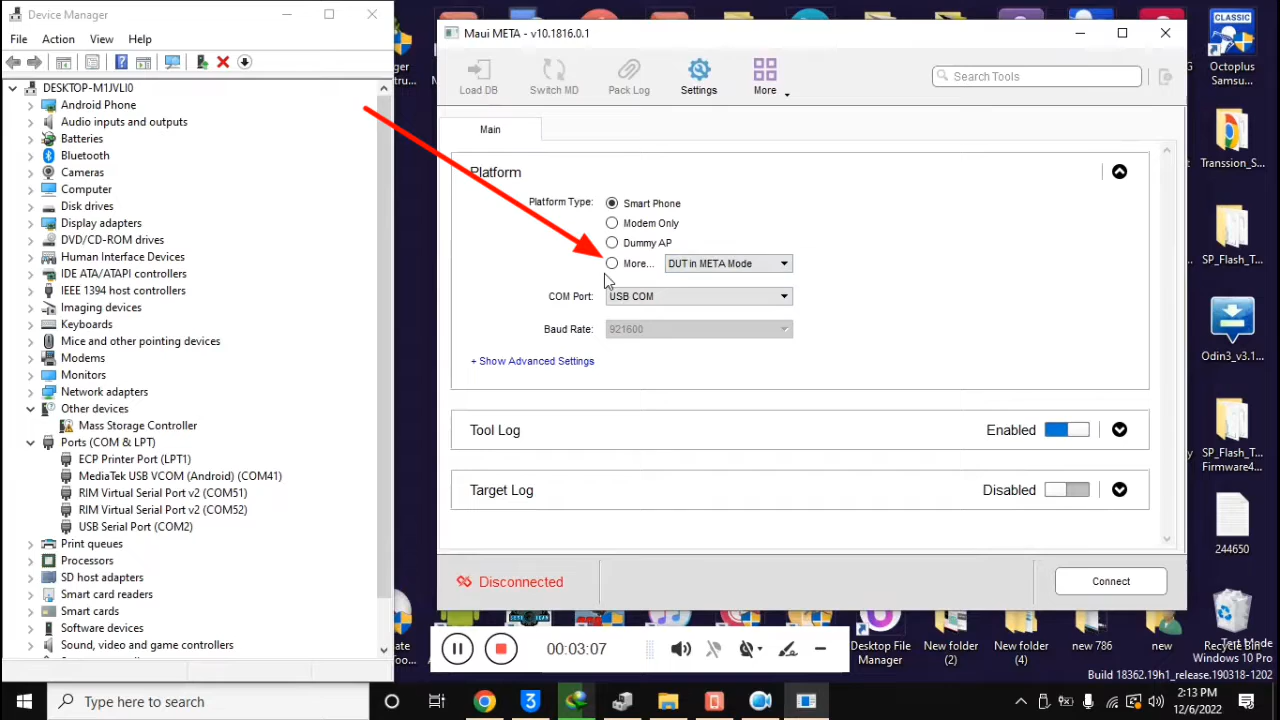 Device Manager
File Action View Help
DESKTOP-M1JVLI0
Android Phone
Audio inputs and outputs
Batteries
Bluetooth
Cameras
Computer
Disk drives
Display adapters
DVD/CD-ROM drives
Human Interface Devices
IDE ATA/ATAPI controllers
IEEE 1394 host controllers
Imaging devices
Keyboards
Mice and other pointing devices
Modems
Monitors
Network adapters
Other devices
Mass Storage Controller
Ports (COM & LPT)
ECP Printer Port (LPT1)
MediaTek USB VCOM (Android) (COM41)
RIM Virtual Serial Port v2 (COM51)
RIM Virtual Serial Port v2 (COM52)
USB Serial Port (COM2)
Print queues
Processors
SD host adapters
Smart card readers
Smart cards
Software devices
Sound, video and game controllers
Maui META - v10.1816.0.1
Load DB Switch MD Pack Log Settings More Search Tools
Main
Platform
Platform Type: Smart Phone
Modem Only
Dummy AP
More... DUT in META Mode
COM Port: USB COM
Baud Rate: 921600
+ Show Advanced Settings
Tool Log Enabled
Target Log Disabled
Disconnected Connect
00:03:07
CLASSIC
Octoplus
Samsu...
Transsion_S...
SP_Flash_T...
Odin3_v3.1...
SP_Flash_T...
Firmware4...
244650
Desktop File
Manager
New folder
(2)
New folder
(4)
new 786
new
Recycle Bin
Test Mode
Windows 10 Pro
Build 18362.19h1_release.190318-1202
Type here to search
2:13 PM
12/6/2022